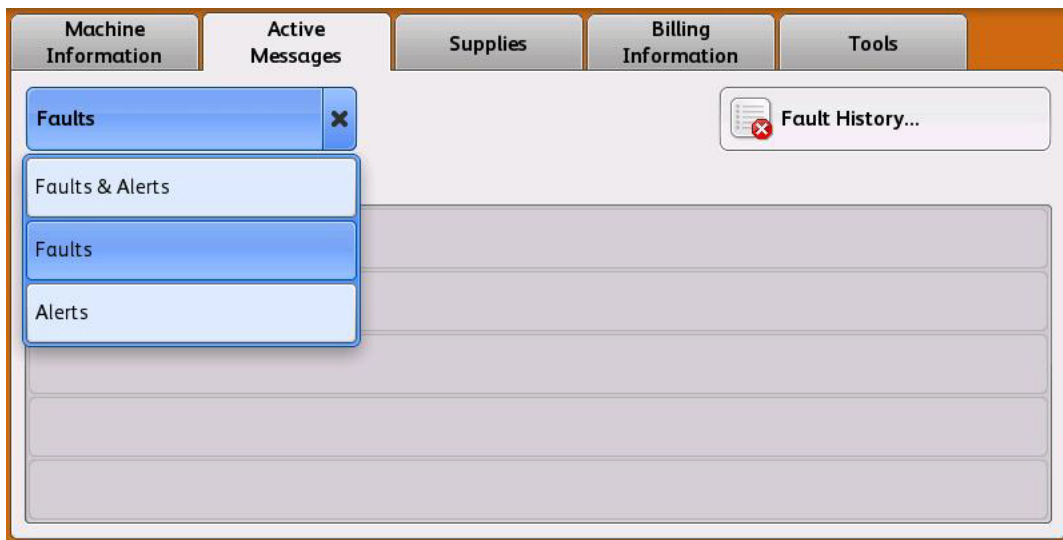 Machine
Information
Active
Messages
Supplies
Billing
Information
Tools
Faults
Fault History...
Faults & Alerts
Faults
Alerts